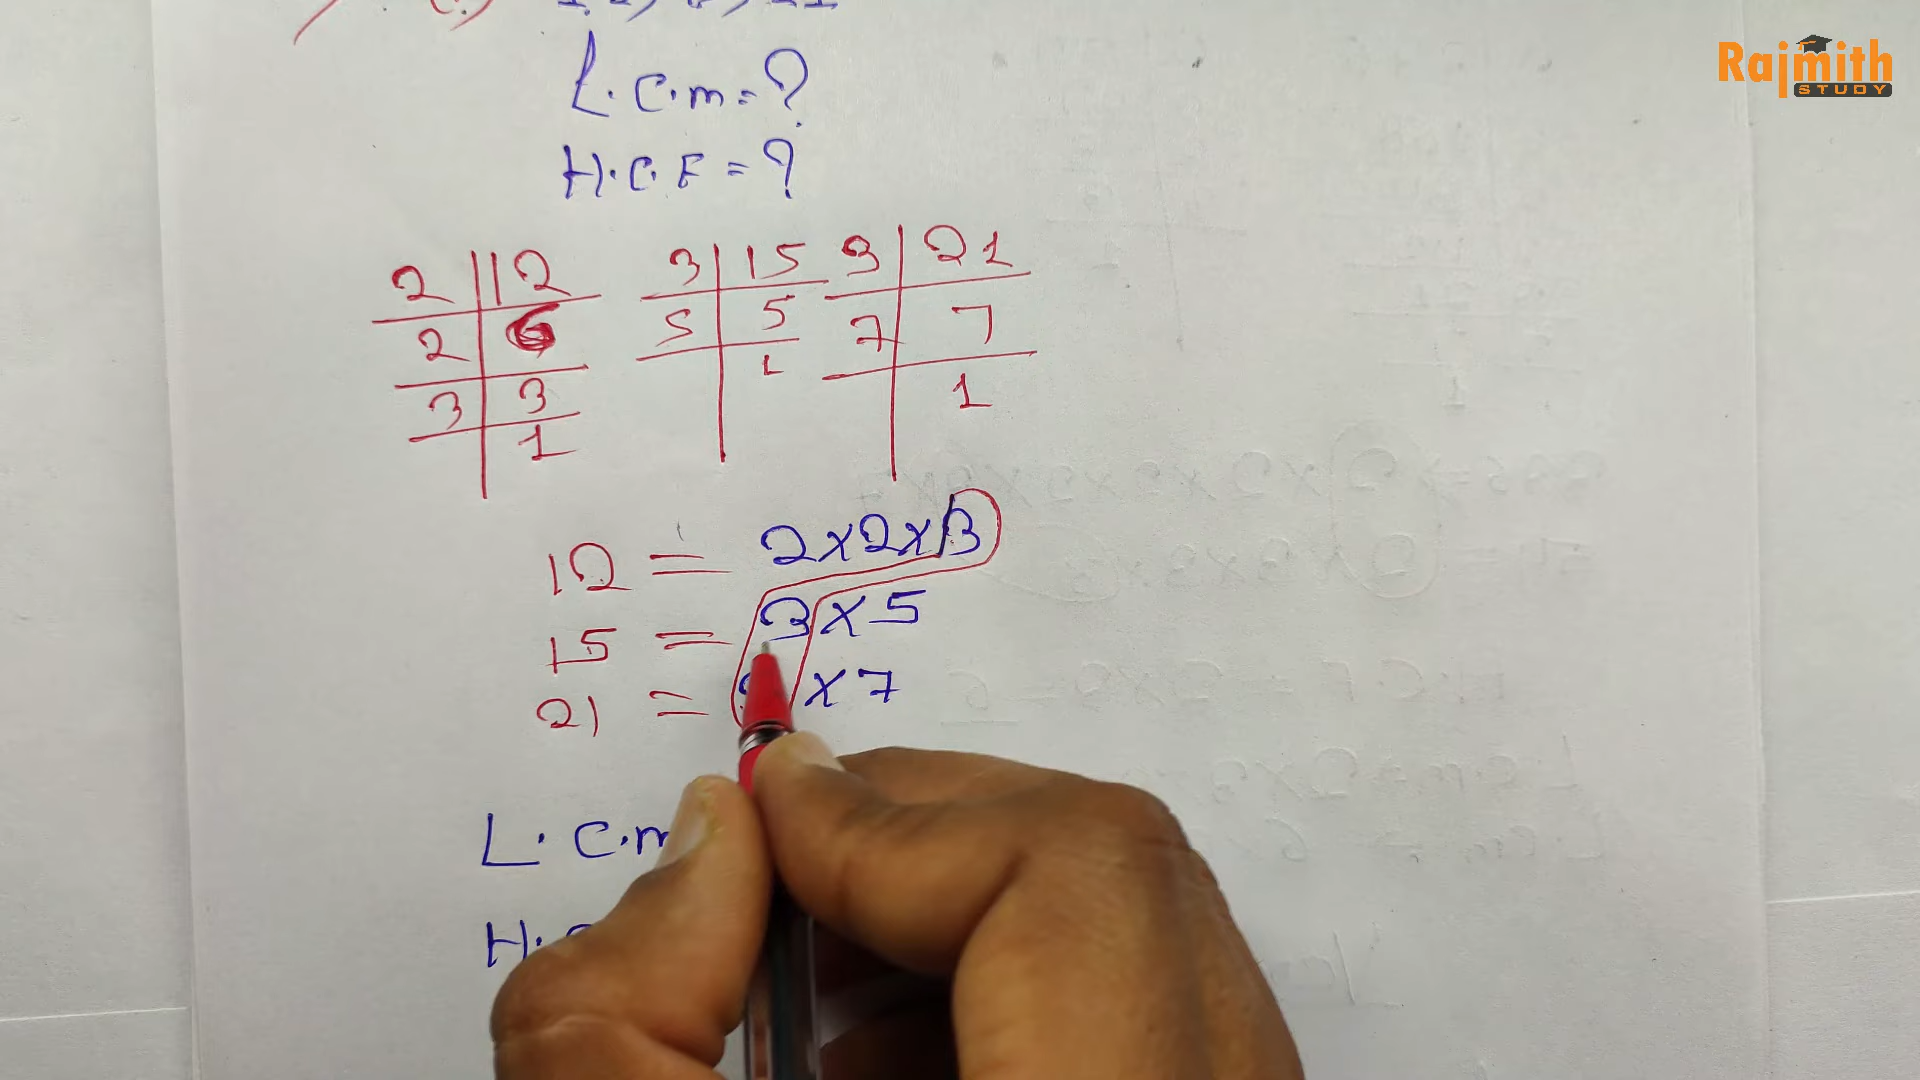 Rajmith
STUDY
L.C.m = ?
H.C.F = ?
2 | 12
2 | 6
3 | 3
1
3 | 15
5 | 5
1
3 | 21
7 | 7
1
12 = 2×2×3
15 = 3×5
21 = × 7
L.C.m
H.